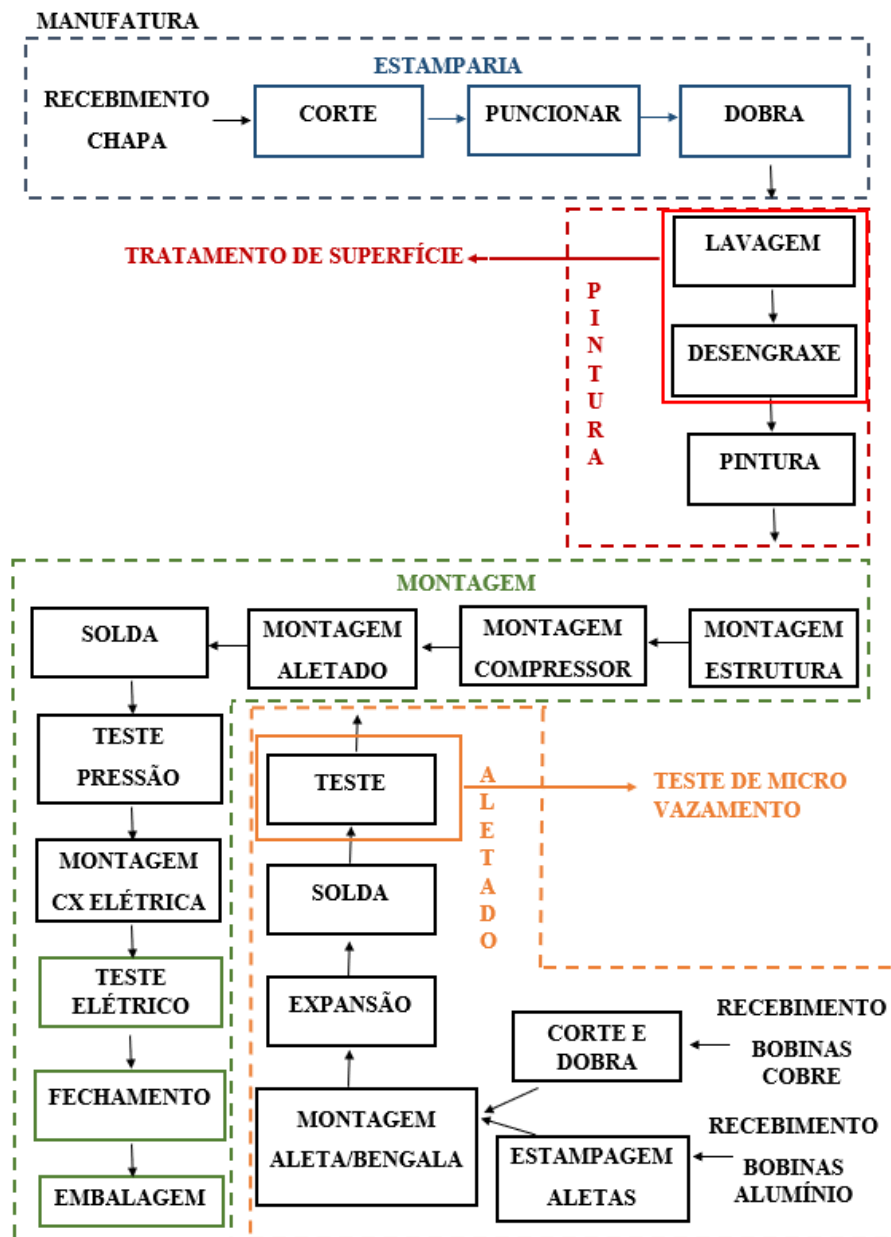 MANUFATURA
ESTAMPARIA
RECEBIMENTO
CHAPA
CORTE
PUNCIONAR
DOBRA
TRATAMENTO DE SUPERFÍCIE
PINTURA
LAVAGEM
DESENGRAXE
PINTURA
MONTAGEM
SOLDA
MONTAGEM
ALETADO
MONTAGEM
COMPRESSOR
MONTAGEM
ESTRUTURA
TESTE
PRESSÃO
MONTAGEM
CX ELÉTRICA
TESTE
ELÉTRICO
FECHAMENTO
EMBALAGEM
TESTE
ALETADO
TESTE DE MICRO
VAZAMENTO
SOLDA
EXPANSÃO
MONTAGEM
ALETA/BENGALA
CORTE E
DOBRA
RECEBIMENTO
BOBINAS
COBRE
ESTAMPAGEM
ALETAS
RECEBIMENTO
BOBINAS
ALUMÍNIO